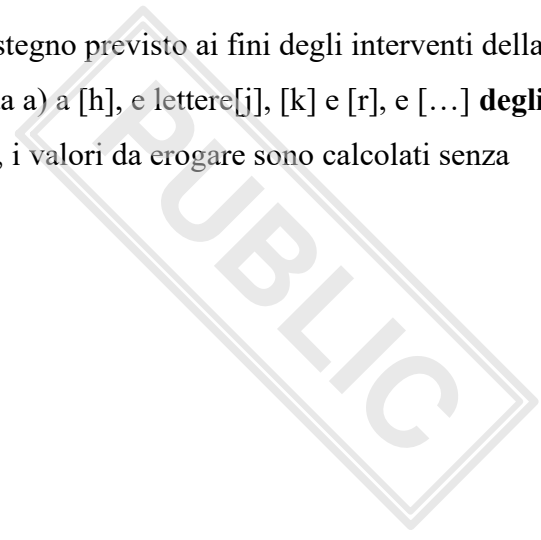 stegno previsto ai fini degli interventi della
a a) a [h], e lettere[j], [k] e [r], e […] degli
, i valori da erogare sono calcolati senza
PUBLIC